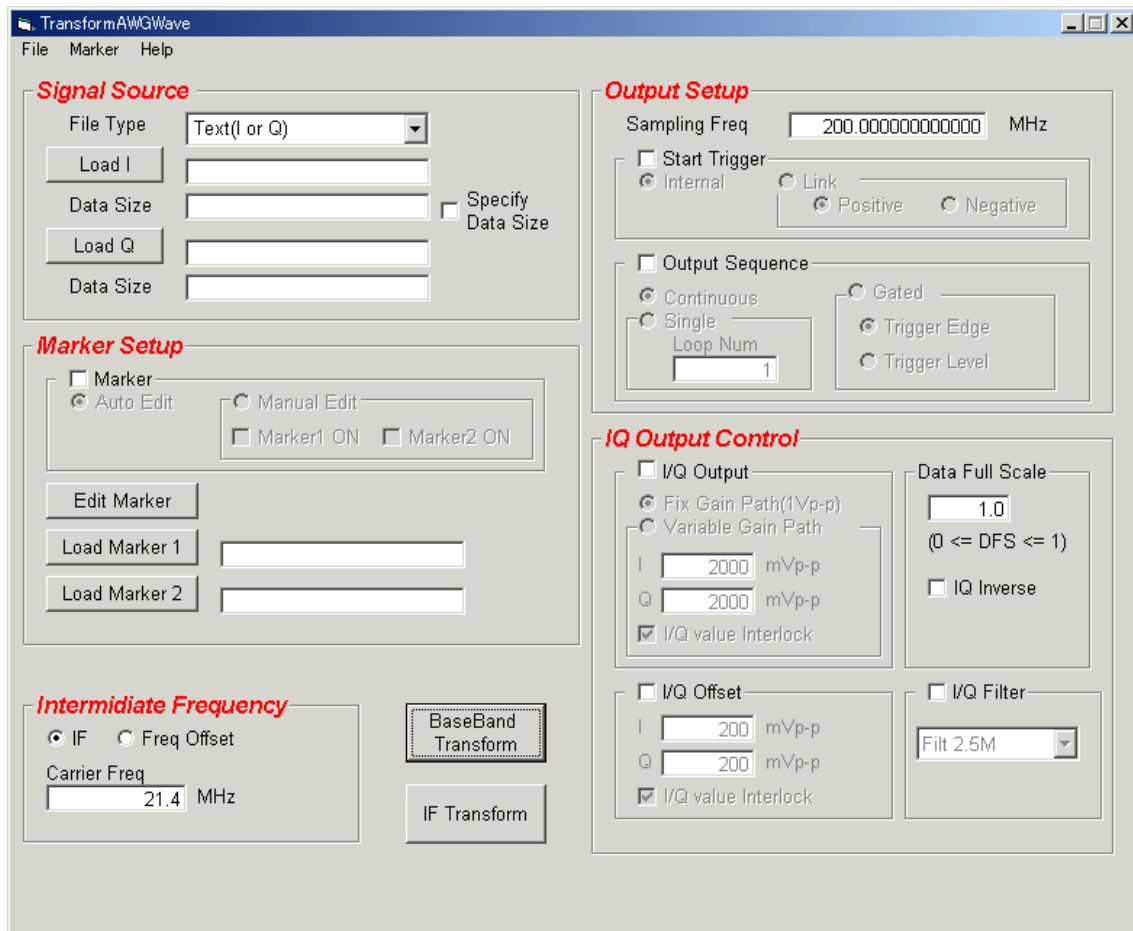 TransformAWGWave
File Marker Help
Signal Source
File Type Text(I or Q)
Load I
Data Size
Specify
Data Size
Load Q
Data Size
Marker Setup
Marker
Auto Edit Manual Edit
Marker1 ON Marker2 ON
Edit Marker
Load Marker 1
Load Marker 2
Intermidiate Frequency
IF Freq Offset
Carrier Freq
21.4 MHz
BaseBand
Transform
IF Transform
Output Setup
Sampling Freq 200.000000000000 MHz
Start Trigger
Internal Link
Positive Negative
Output Sequence
Continuous
Single
Loop Num
1
Gated
Trigger Edge
Trigger Level
IQ Output Control
I/Q Output
Fix Gain Path(1Vp-p)
Variable Gain Path
I 2000 mVp-p
Q 2000 mVp-p
I/Q value Interlock
Data Full Scale
1.0
(0 <= DFS <= 1)
IQ Inverse
I/Q Offset
I 200 mVp-p
Q 200 mVp-p
I/Q value Interlock
I/Q Filter
Filt 2.5M